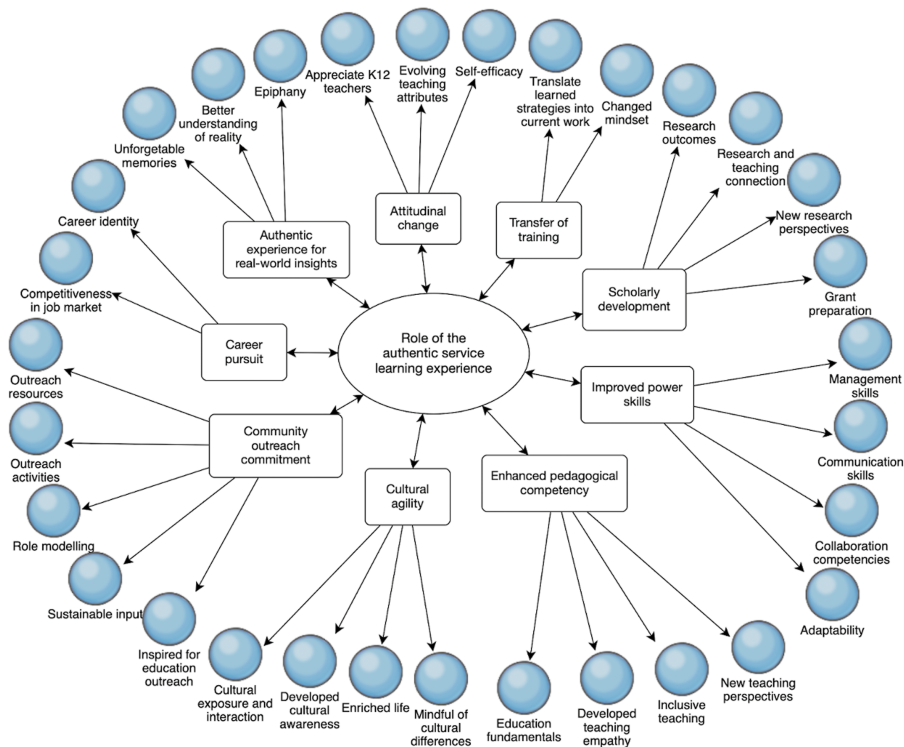 Appreciate K12
teachers
Evolving
teaching
attributes
Self-efficacy
Translate
learned
strategies into
current work
Changed
mindset
Epiphany
Better
understanding
of reality
Unforgetable
memories
Research
outcomes
Research and
teaching
connection
New research
perspectives
Career identity
Authentic
experience for
real-world insights
Attitudinal
change
Transfer of
training
Scholarly
development
Grant
preparation
Competitiveness
in job market
Career
pursuit
Role of the
authentic service
learning experience
Improved power
skills
Management
skills
Outreach
resources
Community
outreach
commitment
Communication
skills
Outreach
activities
Cultural
agility
Enhanced pedagogical
competency
Collaboration
competencies
Role modelling
Sustainable input
Adaptability
Inspired for
education
outreach
Cultural
exposure and
interaction
Developed
cultural
awareness
Enriched life
Mindful of
cultural
differences
Education
fundamentals
Developed
teaching
empathy
Inclusive
teaching
New teaching
perspectives